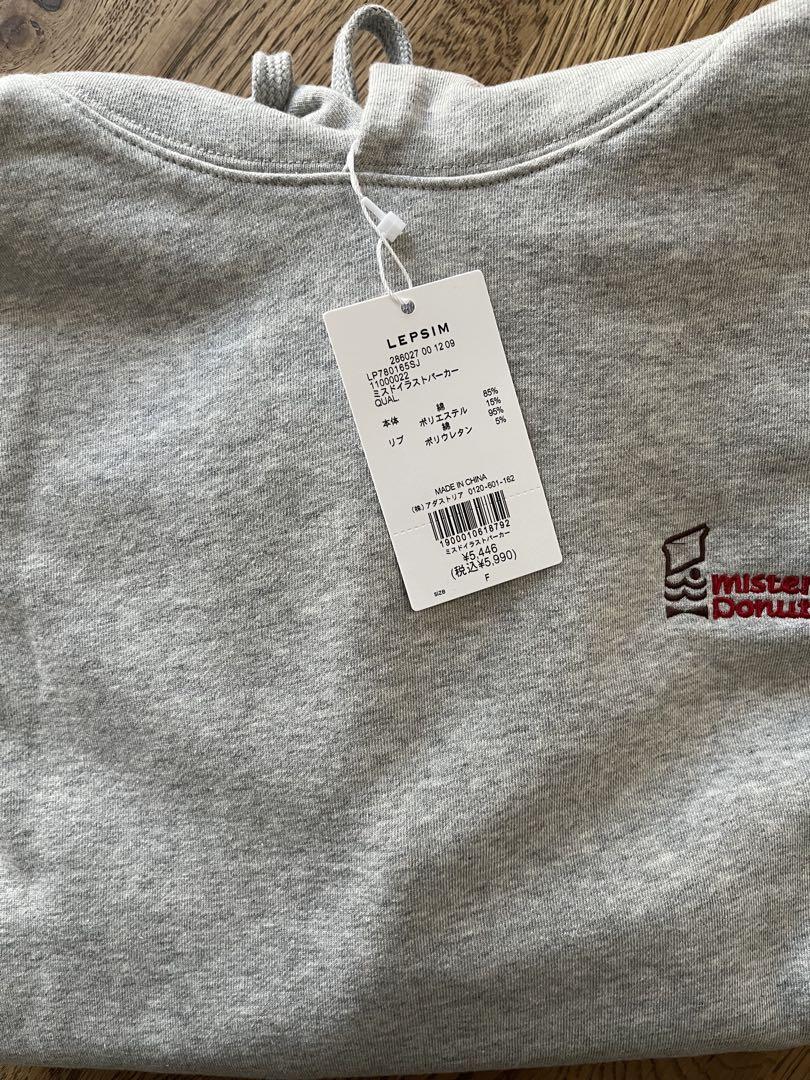 LEPSIM
286027 00 12 09
LP780165SJ
11000022
ミスドイラストパーカー
QUAL.
本体 綿 85%
ポリエステル 15%
リブ 綿 95%
ポリウレタン 5%
MADE IN CHINA
(株)アダストリア 0120-601-162
1900010618792
ミスドイラストパーカー
¥5,446
(税込¥5,990)
size F
mister
Donut